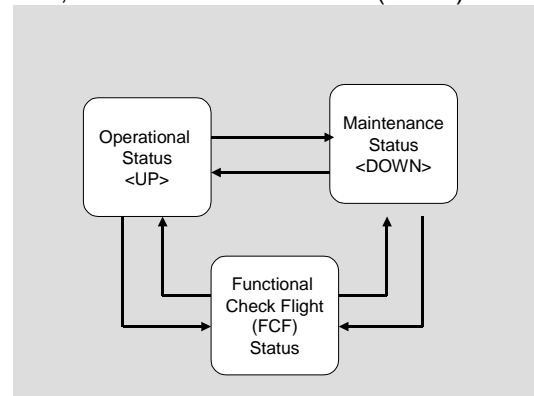 Operational
Status
<UP>
Maintenance
Status
<DOWN>
Functional
Check Flight
(FCF)
Status